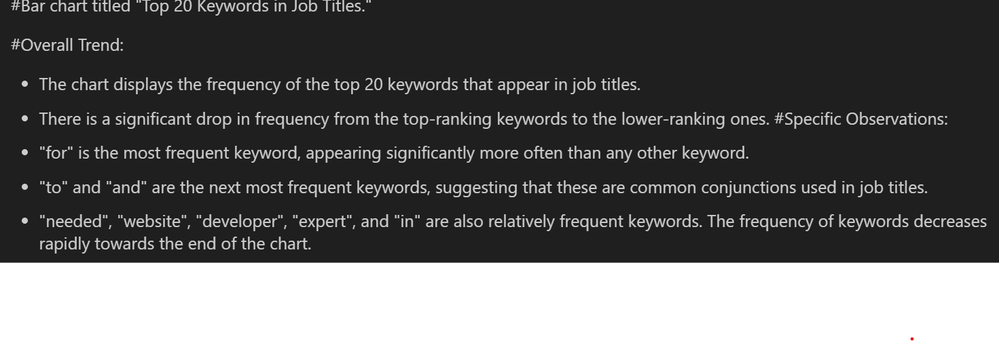 #Bar chart titled "Top 20 Keywords in Job Titles."
#Overall Trend:
• The chart displays the frequency of the top 20 keywords that appear in job titles.
• There is a significant drop in frequency from the top-ranking keywords to the lower-ranking ones. #Specific Observations:
• "for" is the most frequent keyword, appearing significantly more often than any other keyword.
• "to" and "and" are the next most frequent keywords, suggesting that these are common conjunctions used in job titles.
• "needed", "website", "developer", "expert", and "in" are also relatively frequent keywords. The frequency of keywords decreases
rapidly towards the end of the chart.